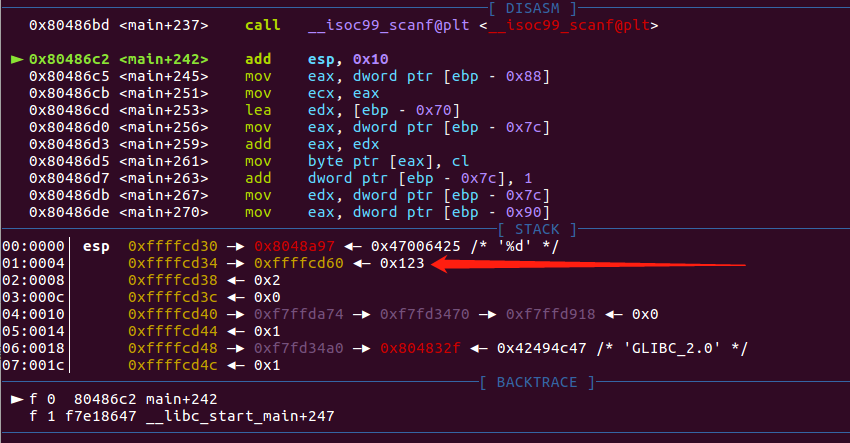 [ DISASM ]
0x80486bd <main+237> call __isoc99_scanf@plt <__isoc99_scanf@plt>
► 0x80486c2 <main+242> add esp, 0x10
0x80486c5 <main+245> mov eax, dword ptr [ebp - 0x88]
0x80486cb <main+251> mov ecx, eax
0x80486cd <main+253> lea edx, [ebp - 0x70]
0x80486d0 <main+256> mov eax, dword ptr [ebp - 0x7c]
0x80486d3 <main+259> add eax, edx
0x80486d5 <main+261> mov byte ptr [eax], cl
0x80486d7 <main+263> add dword ptr [ebp - 0x7c], 1
0x80486db <main+267> mov edx, dword ptr [ebp - 0x7c]
0x80486de <main+270> mov eax, dword ptr [ebp - 0x90]
[ STACK ]
00:0000│ esp 0xffffcd30 —▸ 0x8048a97 ◂— 0x47006425 /* '%d' */
01:0004│ 0xffffcd34 —▸ 0xffffcd60 ◂— 0x123
02:0008│ 0xffffcd38 ◂— 0x2
03:000c│ 0xffffcd3c ◂— 0x0
04:0010│ 0xffffcd40 —▸ 0xf7ffda74 —▸ 0xf7fd3470 —▸ 0xf7ffd918 ◂— 0x0
05:0014│ 0xffffcd44 ◂— 0x1
06:0018│ 0xffffcd48 —▸ 0xf7fd34a0 —▸ 0x804832f ◂— 0x42494c47 /* 'GLIBC_2.0' */
07:001c│ 0xffffcd4c ◂— 0x1
[ BACKTRACE ]
► f 0 80486c2 main+242
f 1 f7e18647 __libc_start_main+247